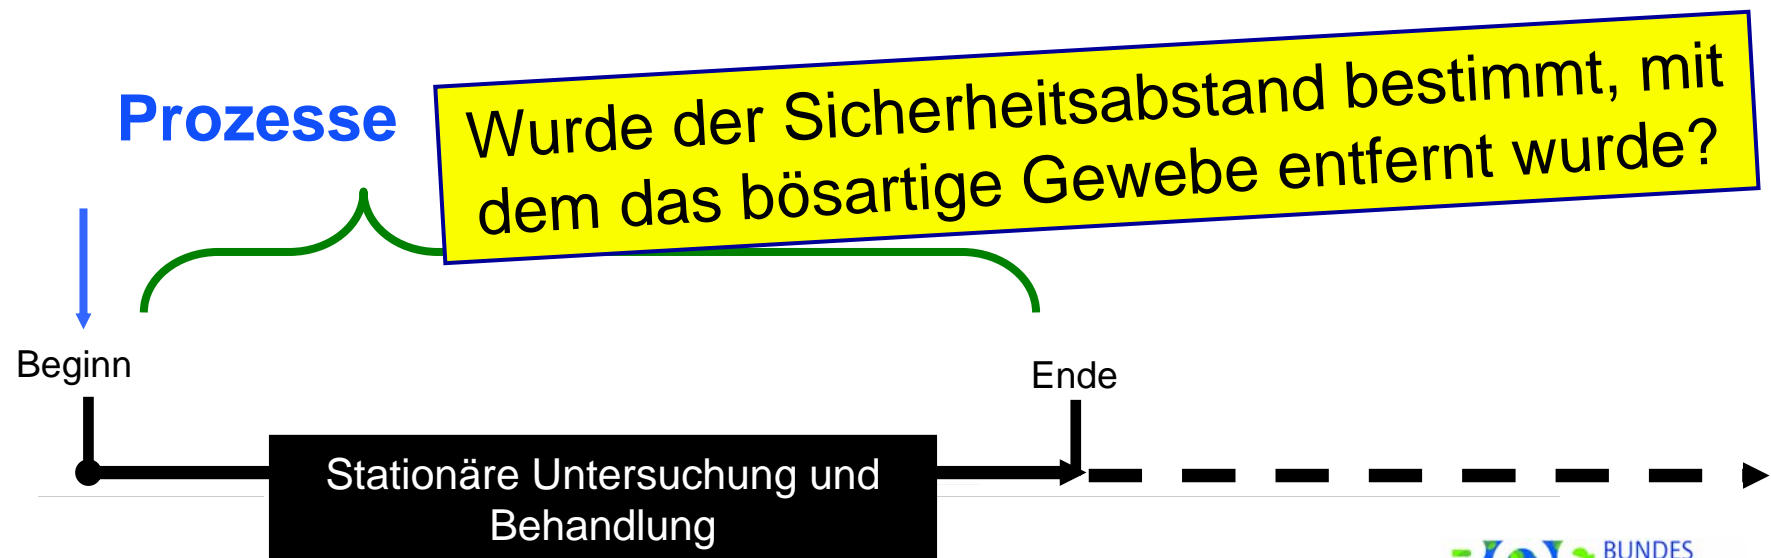 Prozesse
Wurde der Sicherheitsabstand bestimmt, mit
dem das bösartige Gewebe entfernt wurde?
Beginn
Ende
Stationäre Untersuchung und
Behandlung
BUNDES